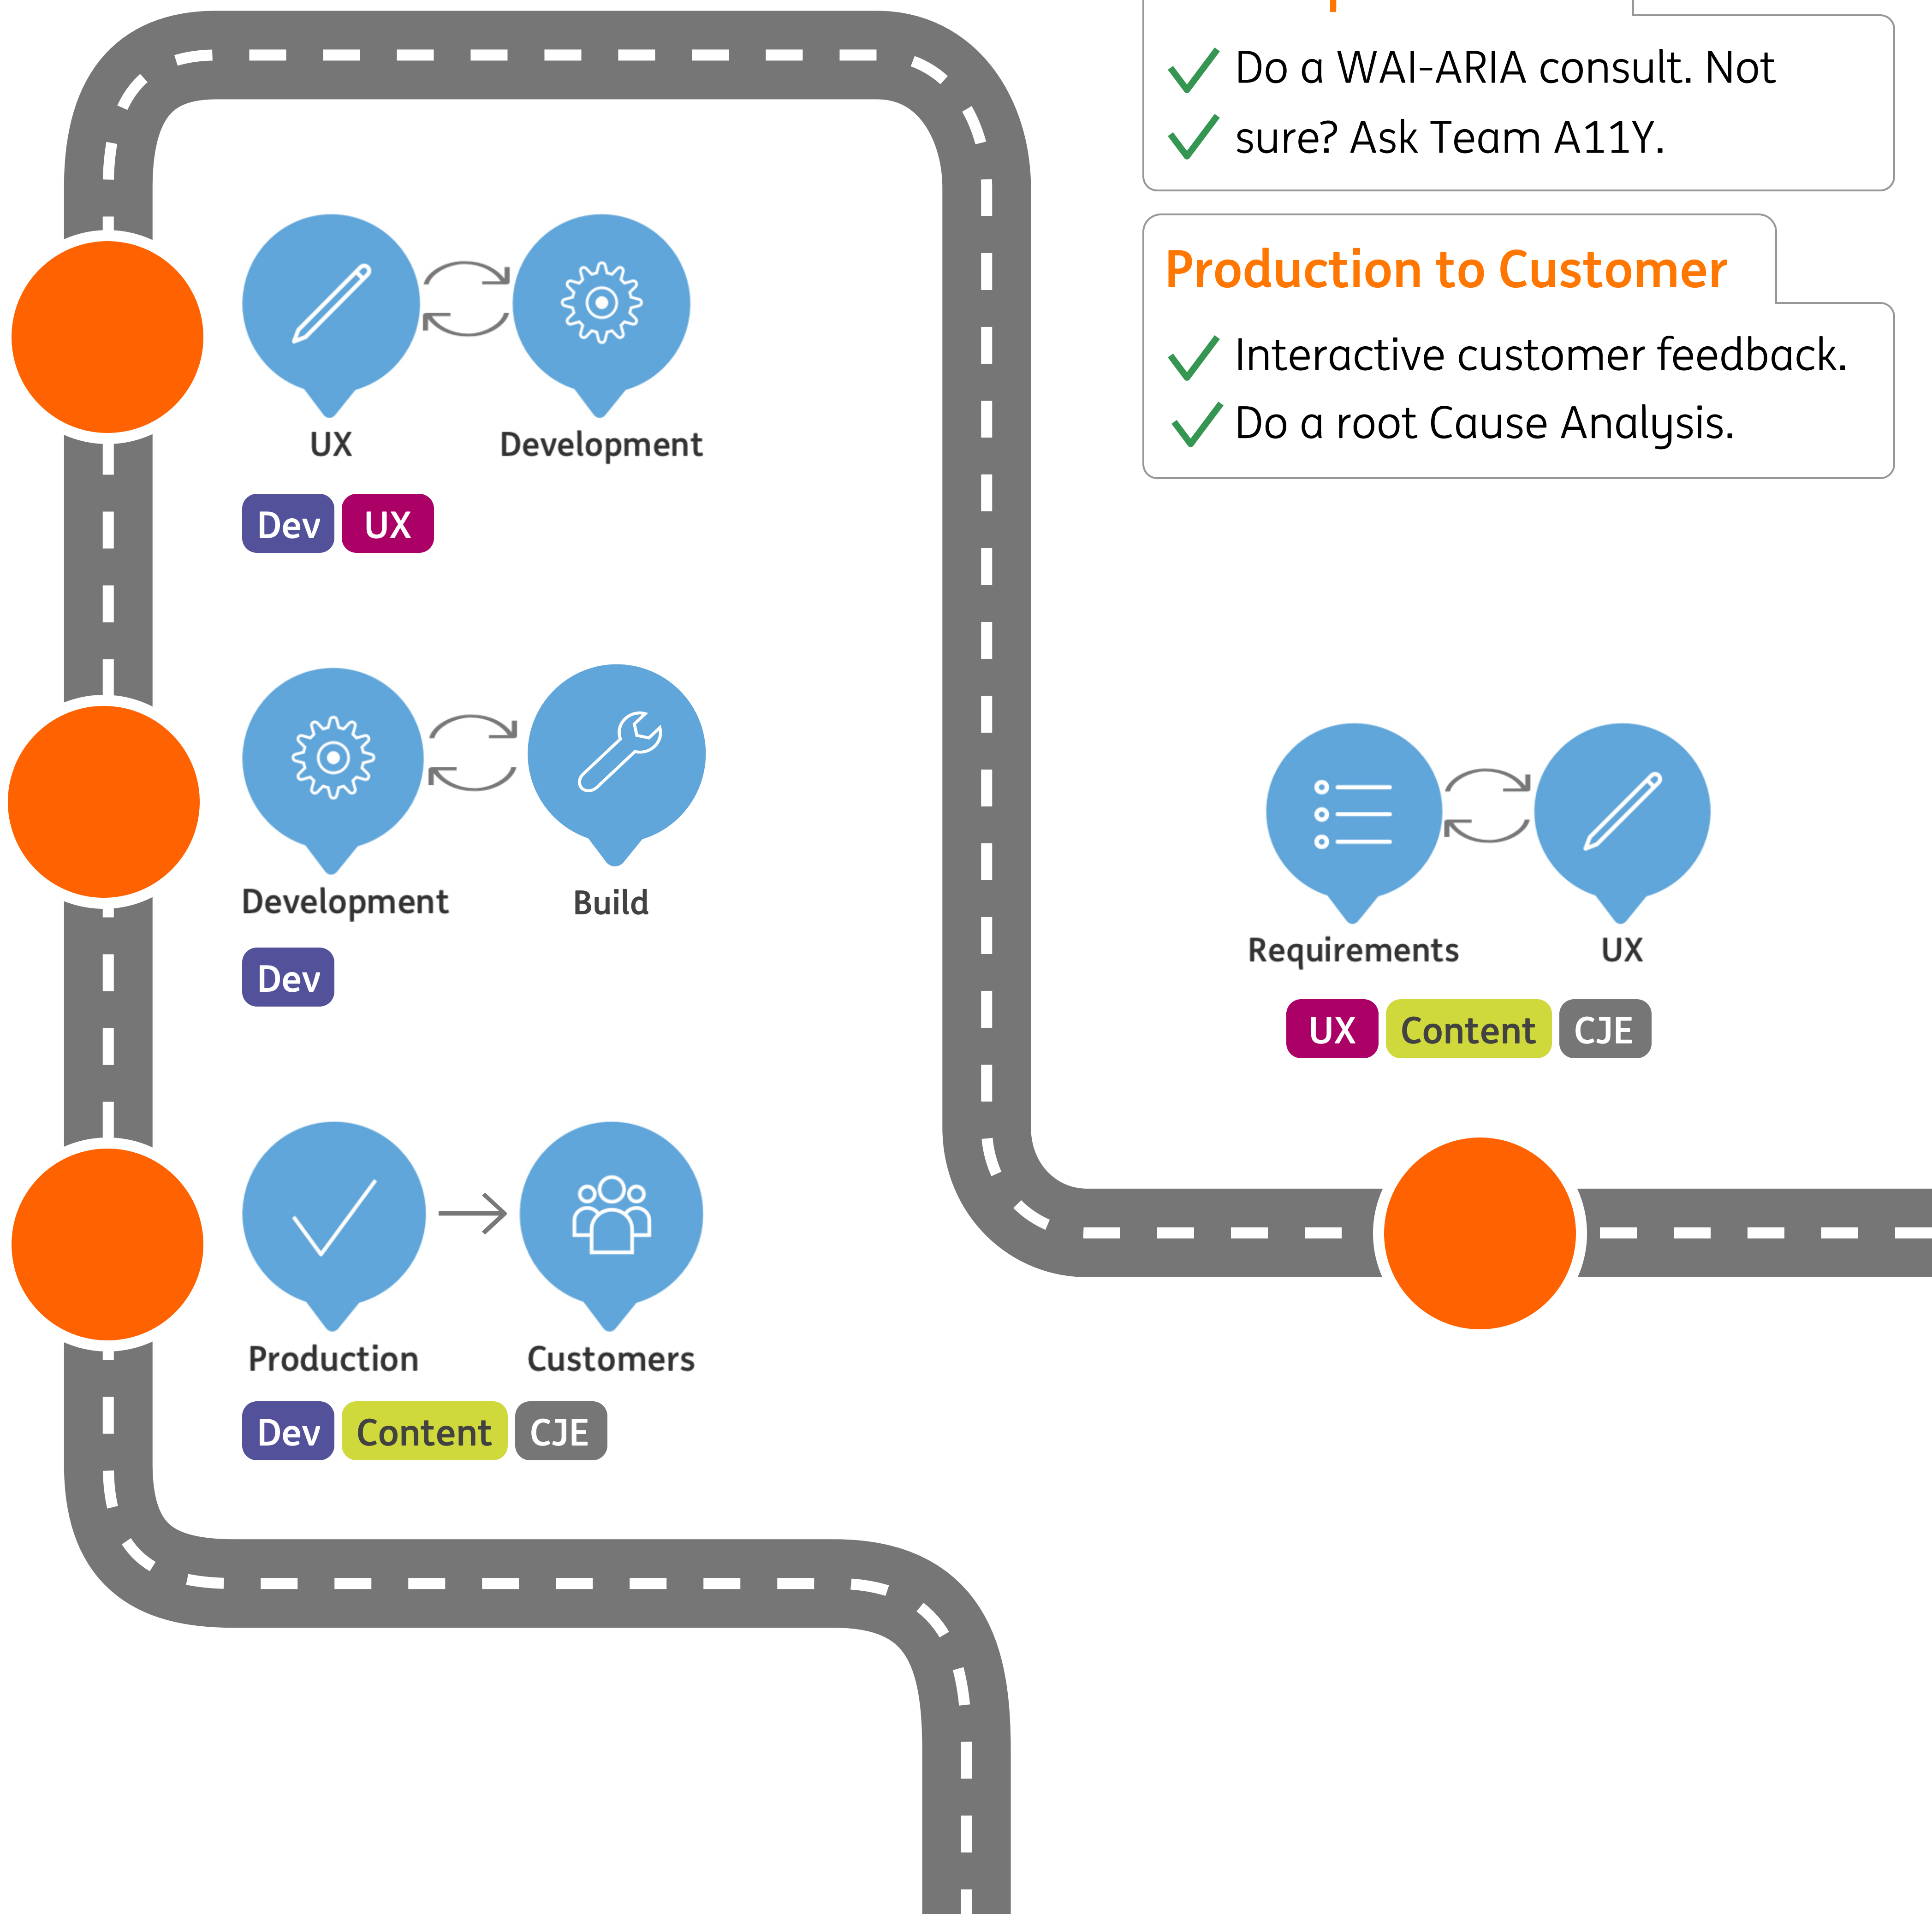 Do a WAI-ARIA consult. Not
sure? Ask Team A11Y.
Production to Customer
Interactive customer feedback.
Do a root Cause Analysis.
UX Development
Dev UX
Development Build
Dev
Requirements UX
UX Content CJE
Production Customers
Dev Content CJE